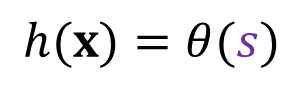 h(𝐱) = θ(s)